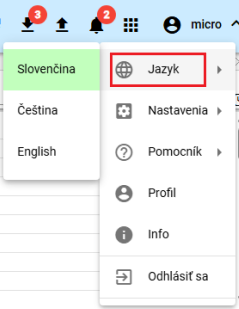 3
2
micro
Slovenčina
Jazyk
Čeština
Nastavenia
English
Pomocník
Profil
Info
Odhlásiť sa